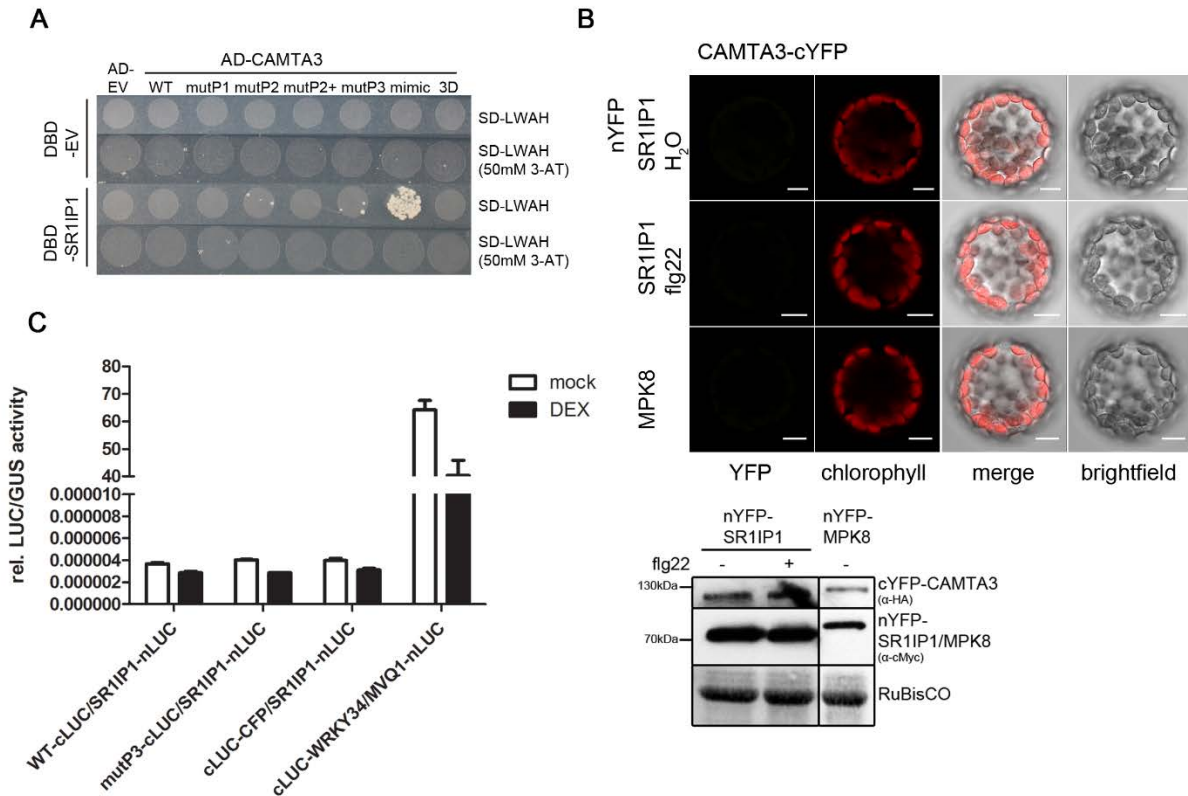 A
AD-EV
AD-CAMTA3
WT mutP1 mutP2 mutP2+ mutP3 mimic 3D
DBD
-EV
SD-LWAH
SD-LWAH
(50mM 3-AT)
DBD
-SR1IP1
SD-LWAH
SD-LWAH
(50mM 3-AT)
B
CAMTA3-cYFP
nYFP
SR1IP1
H2O
SR1IP1
flg22
MPK8
YFP chlorophyll merge brightfield
nYFP-
SR1IP1
nYFP-
MPK8
flg22 - + -
130kDa
cYFP-CAMTA3
(α-HA)
70kDa
nYFP-
SR1IP1/MPK8
(α-cMyc)
RuBisCO
C
rel. LUC/GUS activity
80
70
60
50
40
0.000010
0.000008
0.000006
0.000004
0.000002
0.000000
mock
DEX
WT-cLUC/SR1IP1-nLUC
mutP3-cLUC/SR1IP1-nLUC
cLUC-CFP/SR1IP1-nLUC
cLUC-WRKY34/MVQ1-nLUC